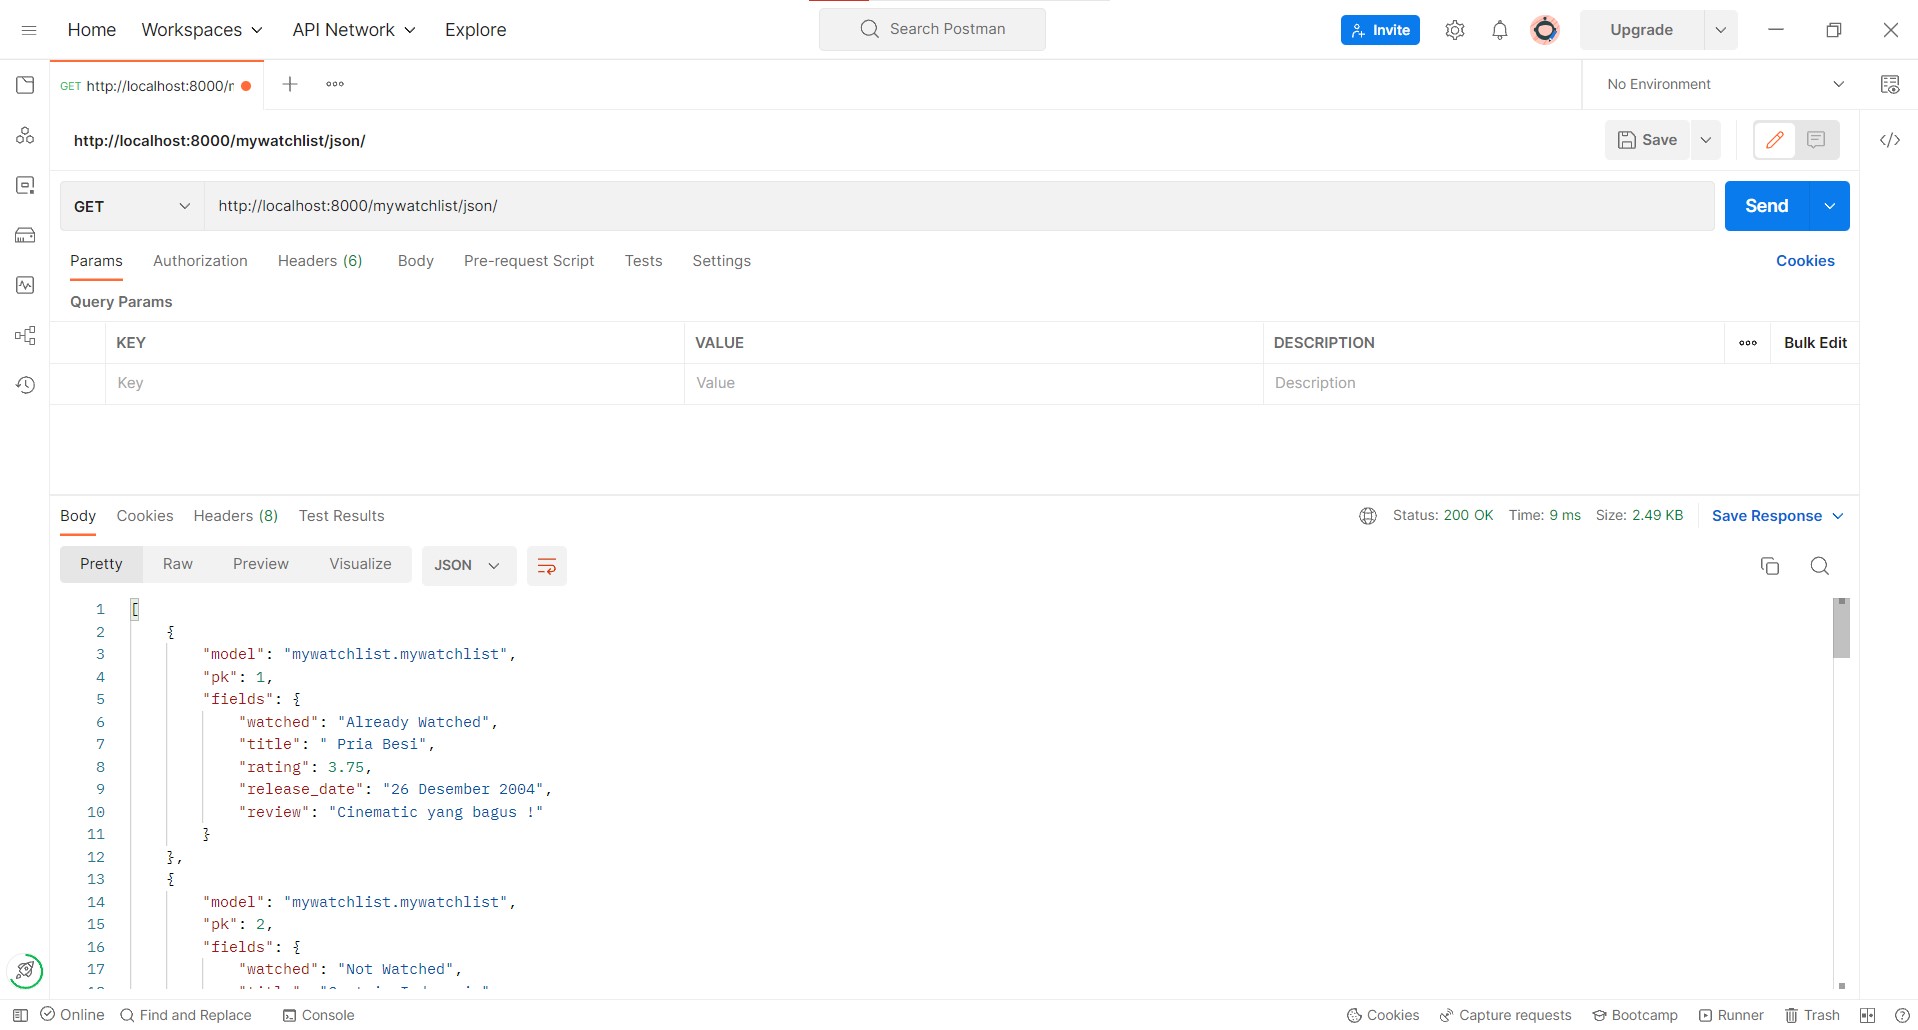 Home Workspaces API Network Explore Search Postman Invite Upgrade
GET http://localhost:8000/ No Environment
http://localhost:8000/mywatchlist/json/ Save
GET http://localhost:8000/mywatchlist/json/ Send
Params Authorization Headers (6) Body Pre-request Script Tests Settings Cookies
Query Params
KEY VALUE DESCRIPTION Bulk Edit
Key Value Description
Body Cookies Headers (8) Test Results Status: 200 OK Time: 9 ms Size: 2.49 KB Save Response
Pretty Raw Preview Visualize JSON
1 [
2 {
3 "model": "mywatchlist.mywatchlist",
4 "pk": 1,
5 "fields": {
6 "watched": "Already Watched",
7 "title": " Pria Besi",
8 "rating": 3.75,
9 "release_date": "26 Desember 2004",
10 "review": "Cinematic yang bagus !"
11 }
12 },
13 {
14 "model": "mywatchlist.mywatchlist",
15 "pk": 2,
16 "fields": {
17 "watched": "Not Watched",
Online Find and Replace Console Cookies Capture requests Bootcamp Runner Trash